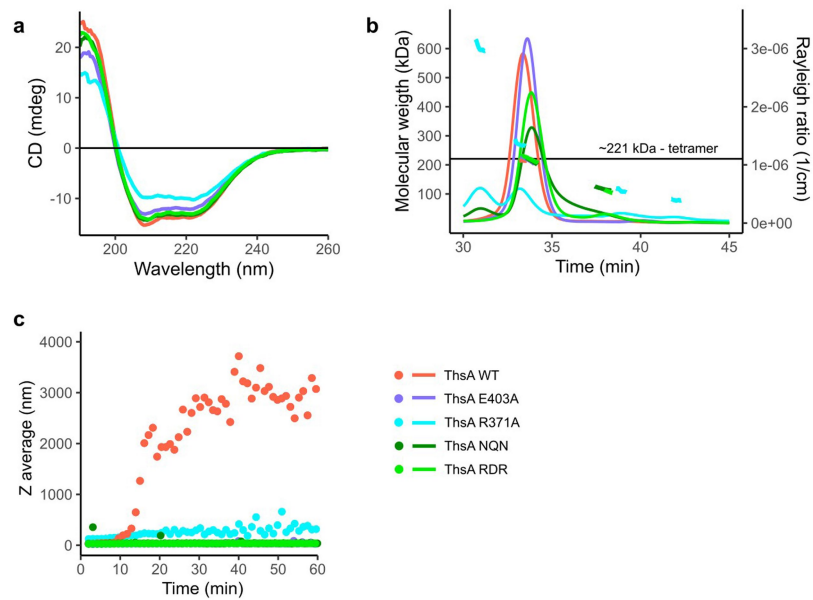 a
CD (mdeg)
20
10
0
-10
200
220
240
260
Wavelength (nm)
b
Molecular weigth (kDa)
600
500
400
300
200
100
~221 kDa - tetramer
3e-06
2e-06
1e-06
0e+00
Rayleigh ratio (1/cm)
30
35
40
45
Time (min)
c
Z average (nm)
4000
3000
2000
1000
0
0
10
20
30
40
50
60
Time (min)
ThsA WT
ThsA E403A
ThsA R371A
ThsA NQN
ThsA RDR